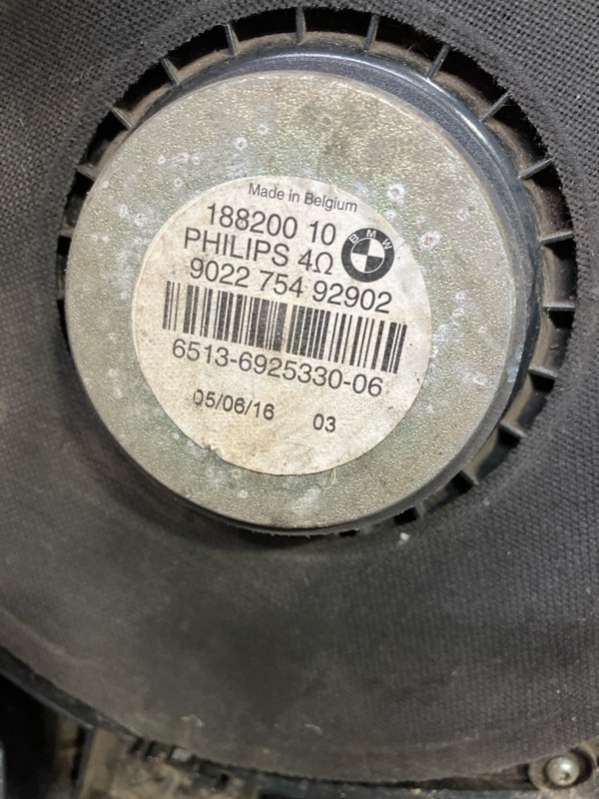 Made in Belgium
188200 10
BMW
PHILIPS 4Ω
9022 754 92902
6513-6925330-06
05/06/16 03